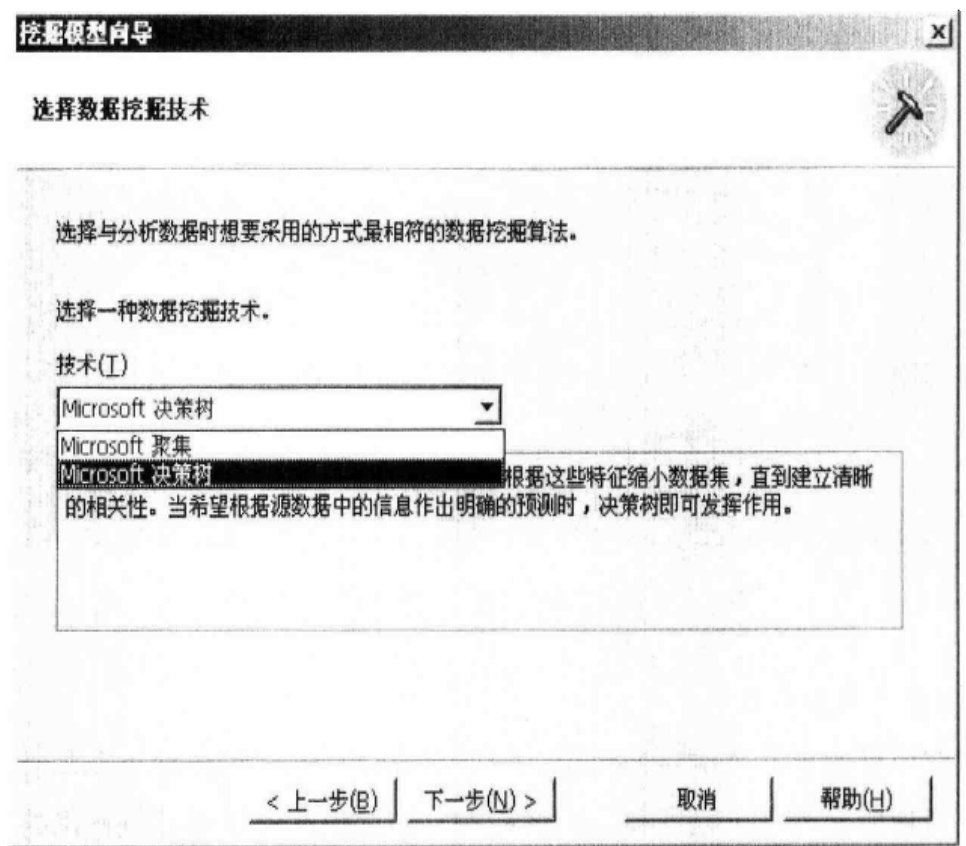 挖掘模型向导
选择数据挖掘技术
选择与分析数据时想要采用的方式最相符的数据挖掘算法。
选择一种数据挖掘技术。
技术(T)
Microsoft 决策树
Microsoft 聚集
Microsoft 决策树
根据这些特征缩小数据集，直到建立清晰
的相关性。当希望根据源数据中的信息作出明确的预测时，决策树即可发挥作用。
< 上一步(B) 下一步(N) > 取消 帮助(H)